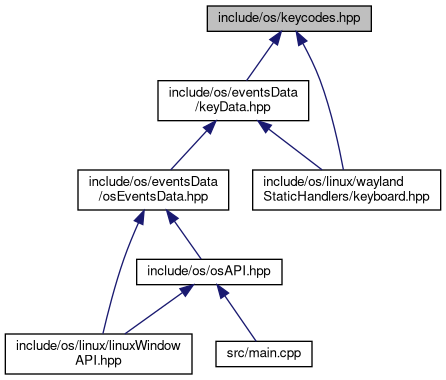 include/os/keycodes.hpp
include/os/eventsData
/keyData.hpp
include/os/eventsData
/osEventsData.hpp
include/os/linux/wayland
StaticHandlers/keyboard.hpp
include/os/osAPI.hpp
include/os/linux/linuxWindow
API.hpp
src/main.cpp